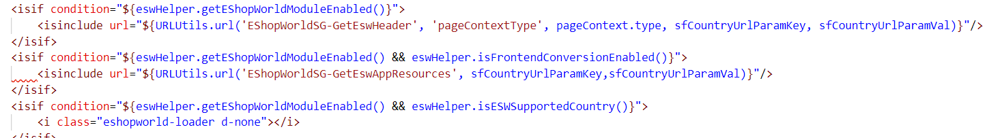 <isif condition="${eswHelper.getEShopWorldModuleEnabled()}">
<isinclude url="${URLUtils.url('EShopWorldSG-GetEswHeader', 'pageContextType', pageContext.type, sfCountryUrlParamKey, sfCountryUrlParamVal)}"/>
</isif>
<isif condition="${eswHelper.getEShopWorldModuleEnabled() && eswHelper.isFrontendConversionEnabled()}">
<isinclude url="${URLUtils.url('EShopWorldSG-GetEswAppResources', sfCountryUrlParamKey,sfCountryUrlParamVal)}"/>
</isif>
<isif condition="${eswHelper.getEShopWorldModuleEnabled() && eswHelper.isESWSupportedCountry()}">
<i class="eshopworld-loader d-none"></i>
</isif>